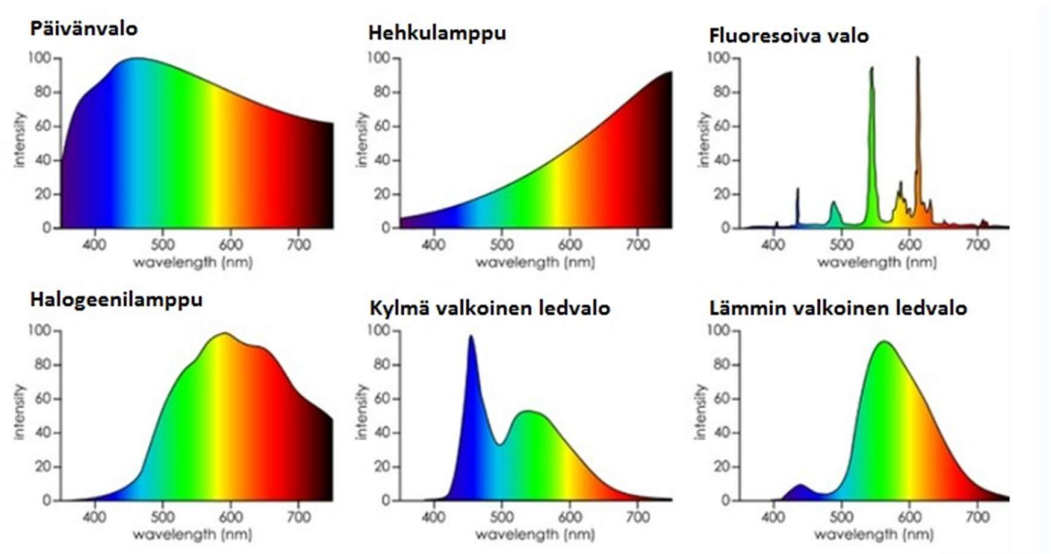 Päivänvalo
100
80
60
40
20
0
intensity
400 500 600 700
wavelength (nm)
Hehkulamppu
100
80
60
40
20
0
intensity
400 500 600 700
wavelength (nm)
Fluoresoiva valo
100
80
60
40
20
0
intensity
400 500 600 700
wavelength (nm)
Halogeenilamppu
100
80
60
40
20
0
intensity
400 500 600 700
wavelength (nm)
Kylmä valkoinen ledvalo
100
80
60
40
20
0
intensity
400 500 600 700
wavelength (nm)
Lämmin valkoinen ledvalo
100
80
60
40
20
0
intensity
400 500 600 700
wavelength (nm)